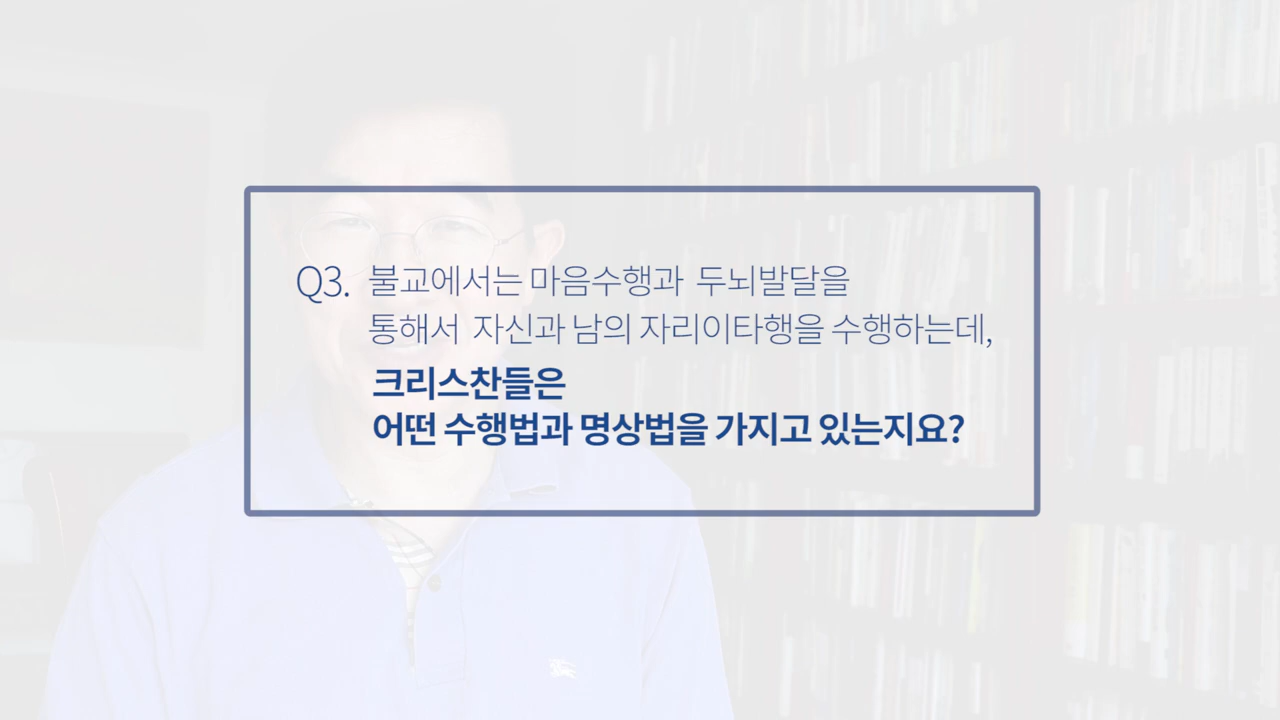 Q3. 불교에서는 마음수행과 두뇌발달을
통해서 자신과 남의 자리이타행을 수행하는데,
크리스찬들은
어떤 수행법과 명상법을 가지고 있는지요?